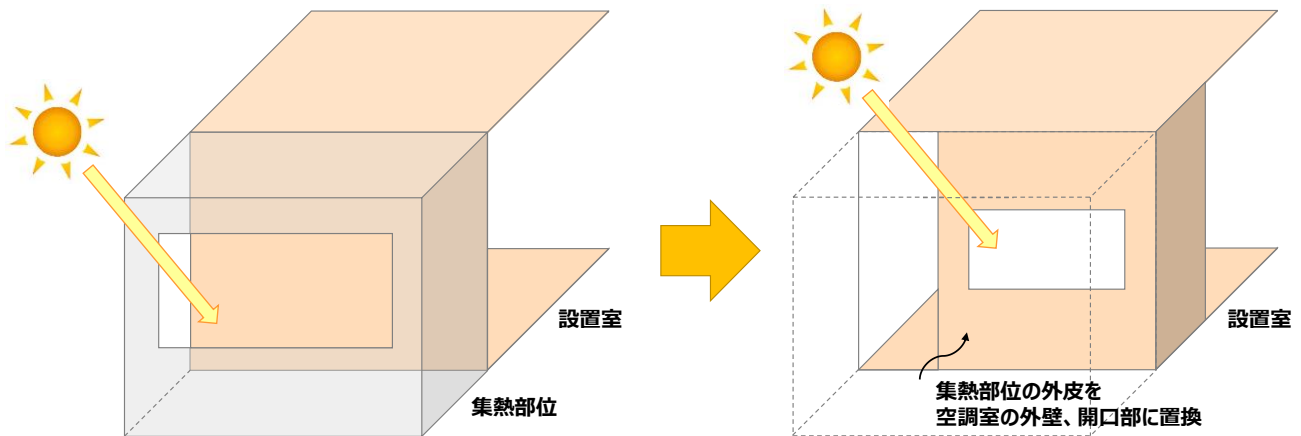 設置室
集熱部位
設置室
集熱部位の外皮を
空調室の外壁、開口部に置換